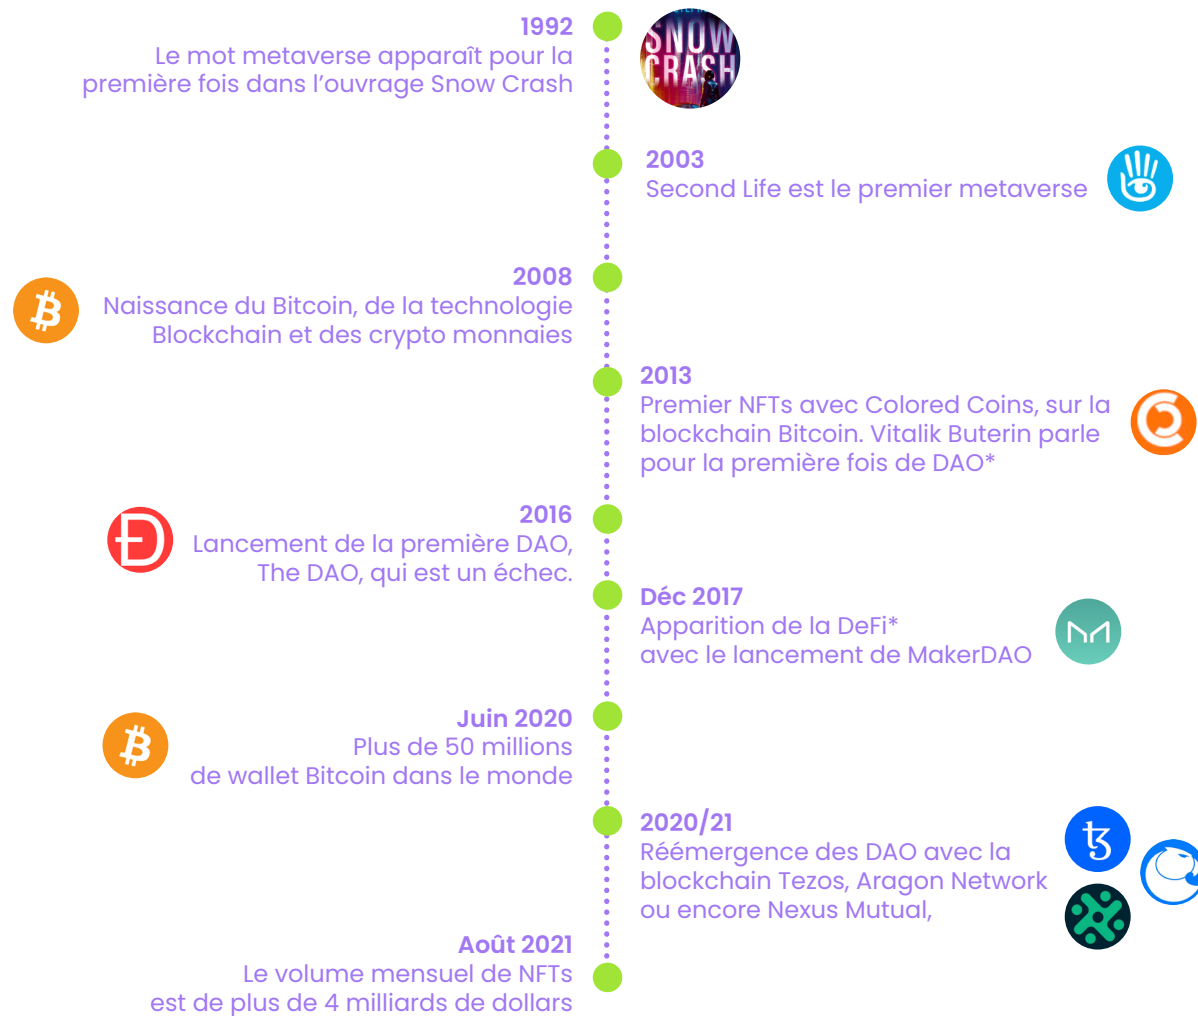 1992
Le mot metaverse apparaît pour la
première fois dans l’ouvrage Snow Crash
SNOW
CRASH
2003
Second Life est le premier metaverse
2008
Naissance du Bitcoin, de la technologie
Blockchain et des crypto monnaies
2013
Premier NFTs avec Colored Coins, sur la
blockchain Bitcoin. Vitalik Buterin parle
pour la première fois de DAO*
2016
Lancement de la première DAO,
The DAO, qui est un échec.
Déc 2017
Apparition de la DeFi*
avec le lancement de MakerDAO
Juin 2020
Plus de 50 millions
de wallet Bitcoin dans le monde
2020/21
Réémergence des DAO avec la
blockchain Tezos, Aragon Network
ou encore Nexus Mutual,
Août 2021
Le volume mensuel de NFTs
est de plus de 4 milliards de dollars